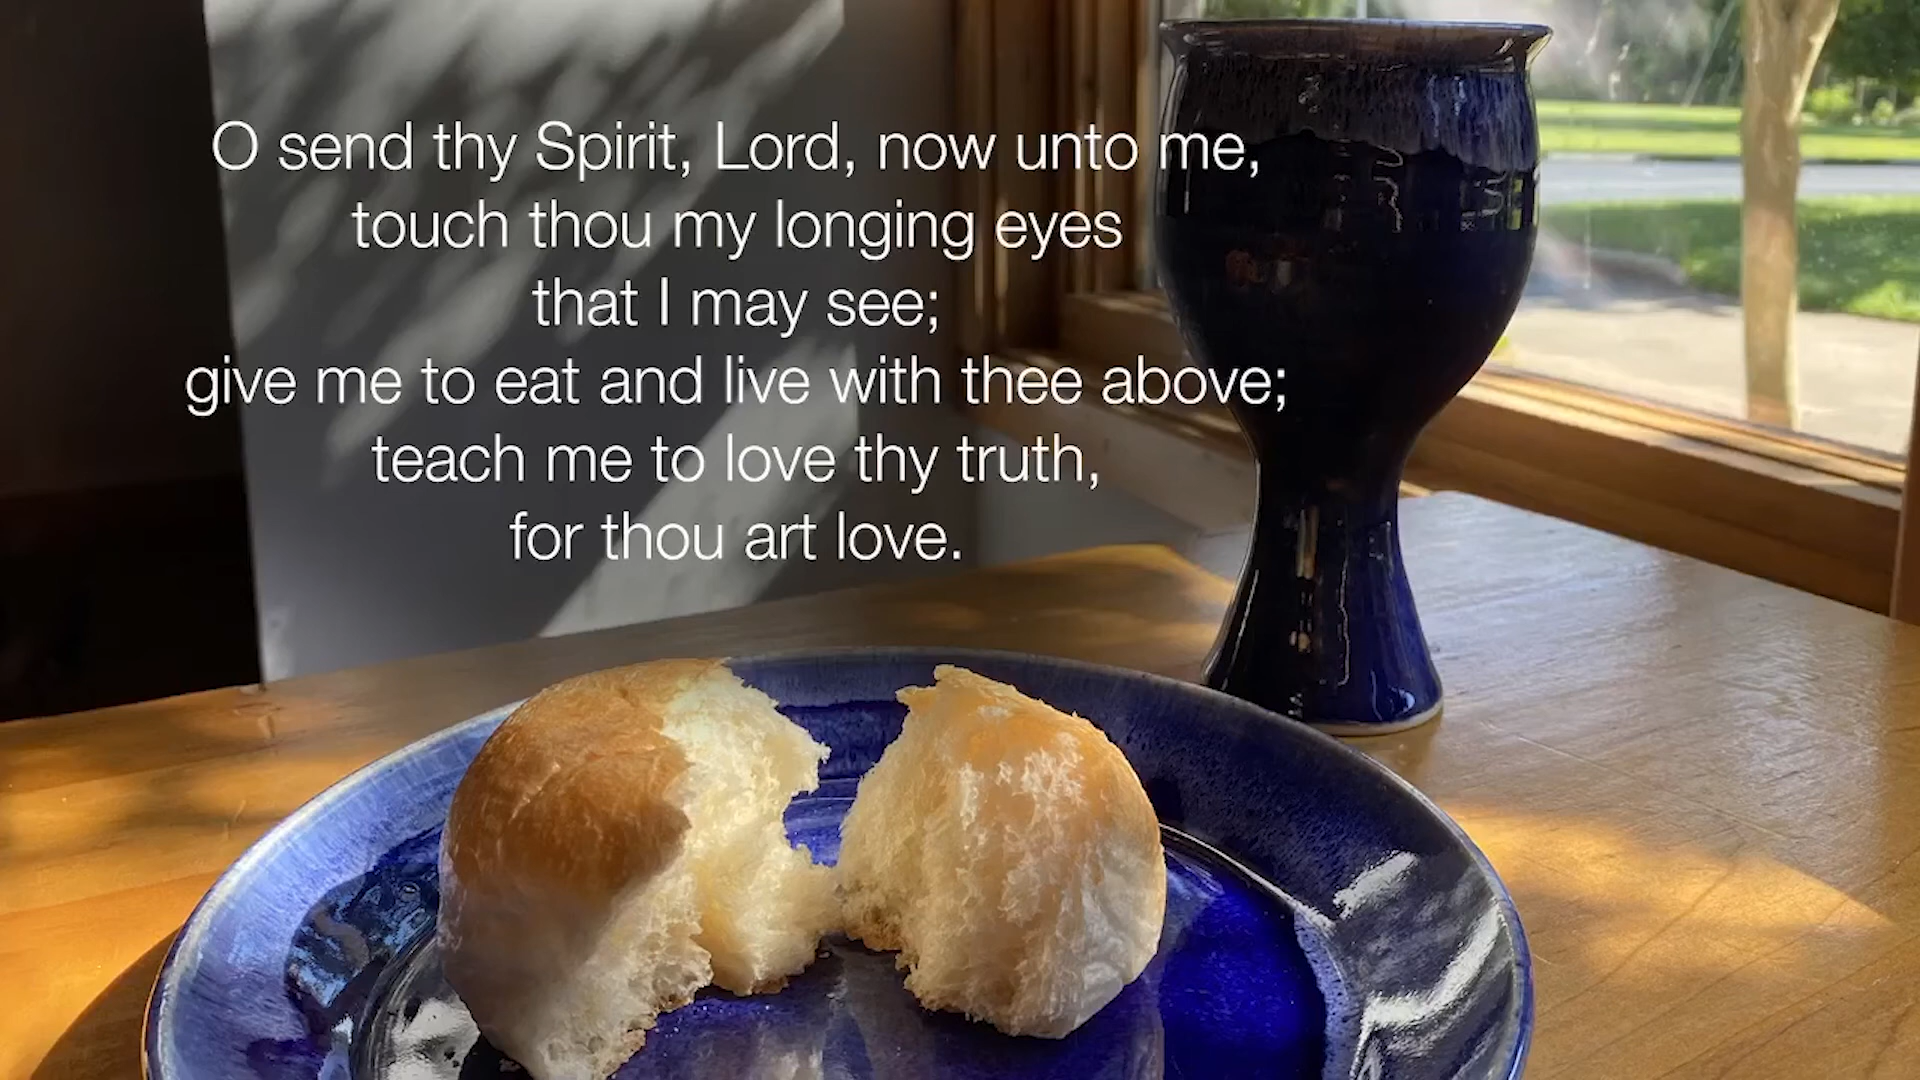 O send thy Spirit, Lord, now unto me,
touch thou my longing eyes
that I may see;
give me to eat and live with thee above;
teach me to love thy truth,
for thou art love.